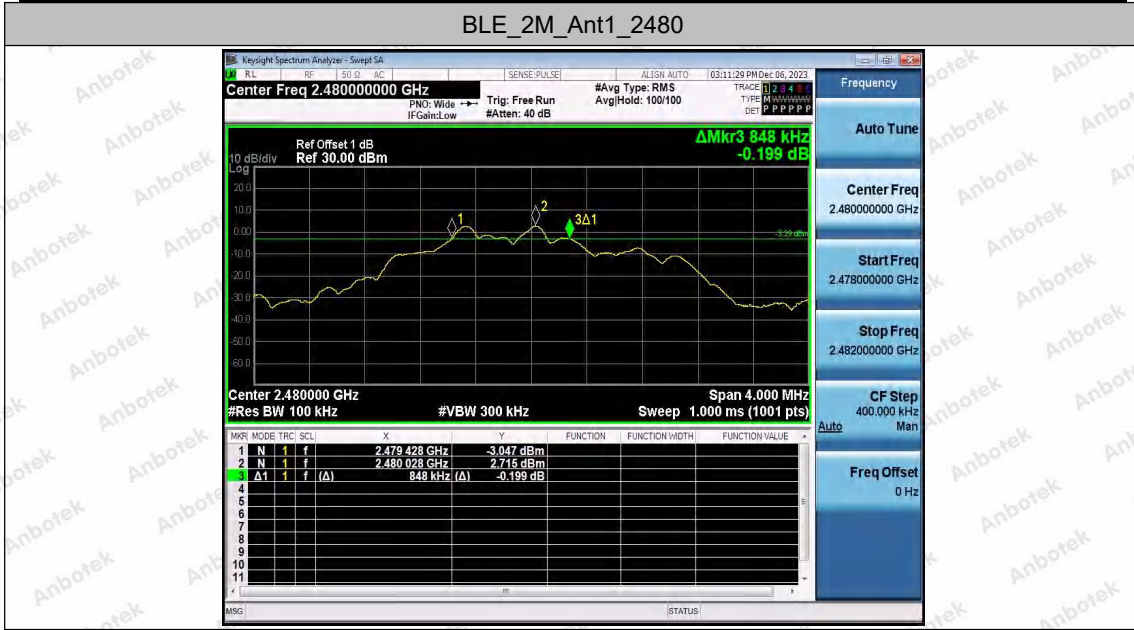 BLE_2M_Ant1_2480
Keysight Spectrum Analyzer - Swept SA
RL RF 50 Ω AC SENSE:PULSE ALIGN AUTO 03:11:29 PM Dec 06, 2023
Center Freq 2.480000000 GHz
PNO: Wide
IFGain:Low
Trig: Free Run
#Atten: 40 dB
#Avg Type: RMS
Avg|Hold: 100/100
TRACE 1 2 3 4 5 6
TYPE M W W W W W
DET P P P P P P
ΔMkr3 848 kHz
-0.199 dB
Ref Offset 1 dB
10 dB/div Ref 30.00 dBm
Log
20.0
10.0
0.00
-10.0
-20.0
-30.0
-40.0
-50.0
-60.0
1
2
3Δ1
-3.28 dBm
Center 2.480000 GHz Span 4.000 MHz
#Res BW 100 kHz #VBW 300 kHz Sweep 1.000 ms (1001 pts)
MKR MODE TRC SCL X Y FUNCTION FUNCTION WIDTH FUNCTION VALUE
1 N 1 f 2.479 428 GHz -3.047 dBm
2 N 1 f 2.480 028 GHz 2.715 dBm
3 Δ1 1 f (Δ) 848 kHz (Δ) -0.199 dB
4
5
6
7
8
9
10
11
MSG STATUS
Frequency
Auto Tune
Center Freq
2.480000000 GHz
Start Freq
2.478000000 GHz
Stop Freq
2.482000000 GHz
CF Step
400.000 kHz
Auto Man
Freq Offset
0 Hz
Anbotek